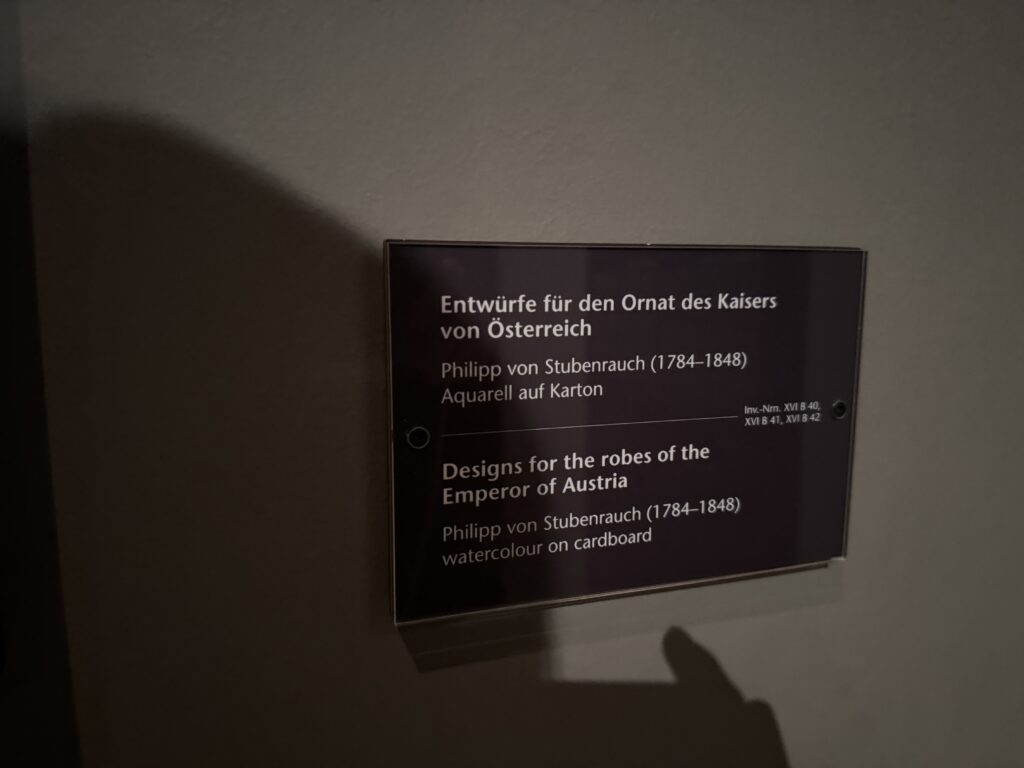 Entwürfe für den Ornat des Kaisers
von Österreich
Philipp von Stubenrauch (1784–1848)
Aquarell auf Karton
Inv.-Nrn. XVI B 40,
XVI B 41, XVI B 42
Designs for the robes of the
Emperor of Austria
Philipp von Stubenrauch (1784–1848)
watercolour on cardboard